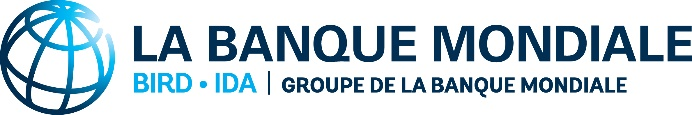 LA BANQUE MONDIALE
BIRD • IDA | GROUPE DE LA BANQUE MONDIALE